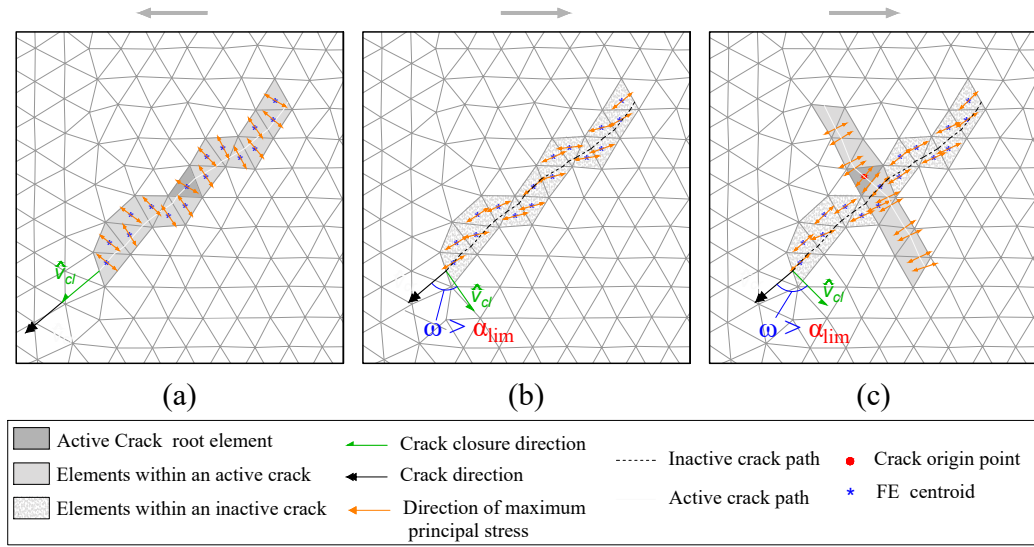 v̂cl
v̂cl
ω > αlim
v̂cl
ω > αlim
(a)
(b)
(c)
Active Crack root element
Elements within an active crack
Elements within an inactive crack
Crack closure direction
Crack direction
Direction of maximum
principal stress
Inactive crack path
Active crack path
Crack origin point
FE centroid